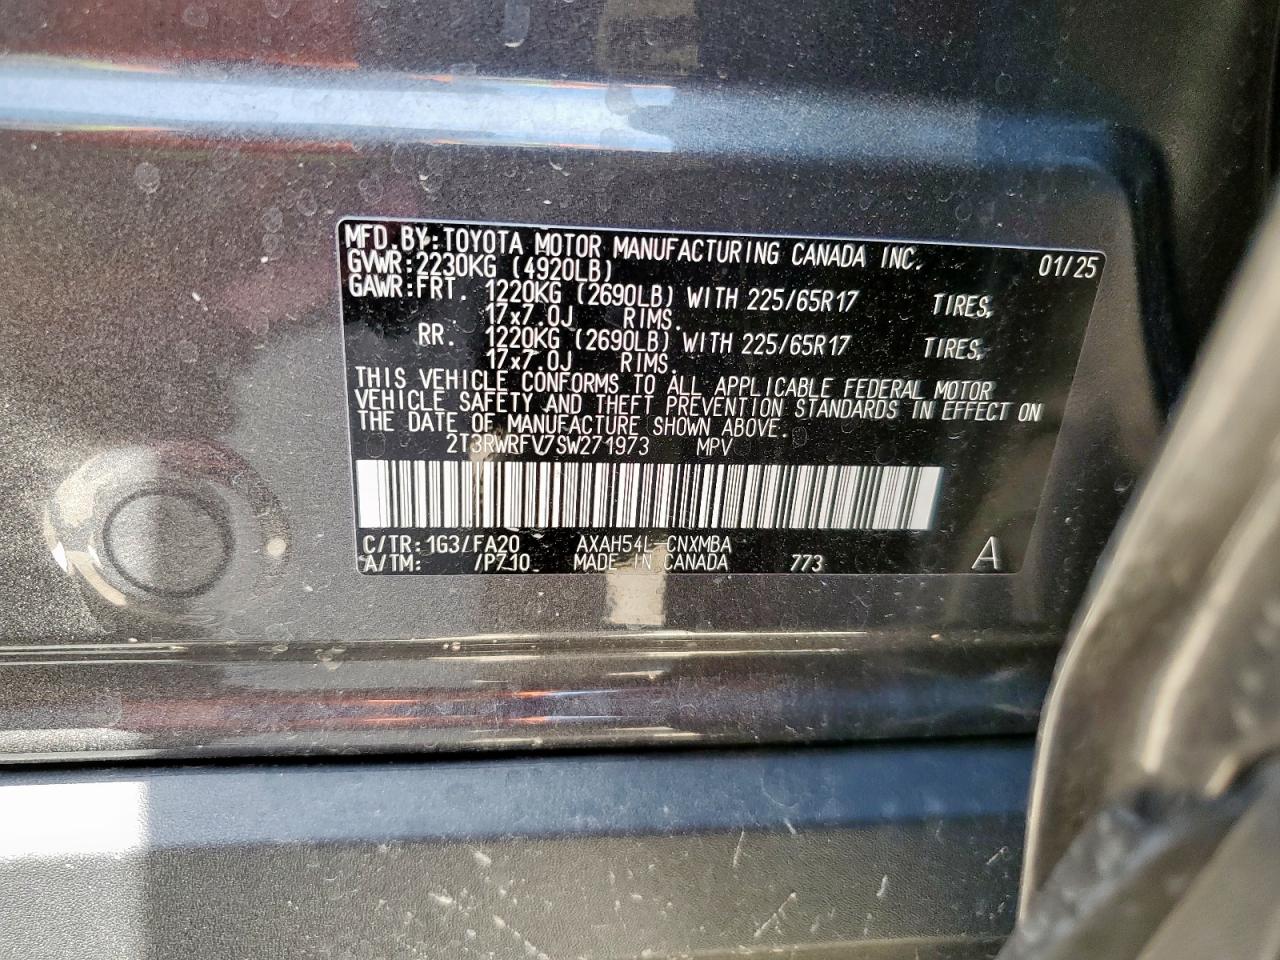 MFD.BY:TOYOTA MOTOR MANUFACTURING CANADA INC. 01/25
GVWR:2230KG (4920LB)
GAWR:FRT. 1220KG (2690LB) WITH 225/65R17 TIRES,
17x7.0J RIMS.
RR. 1220KG (2690LB) WITH 225/65R17 TIRES,
17x7.0J RIMS.
THIS VEHICLE CONFORMS TO ALL APPLICABLE FEDERAL MOTOR
VEHICLE SAFETY AND THEFT PREVENTION STANDARDS IN EFFECT ON
THE DATE OF MANUFACTURE SHOWN ABOVE.
2T3RWRFV7SW271973 MPV
C/TR:1G3/FA20 AXAH54L-CNXMBA
A/TM: /PZ10 MADE IN CANADA 773 A